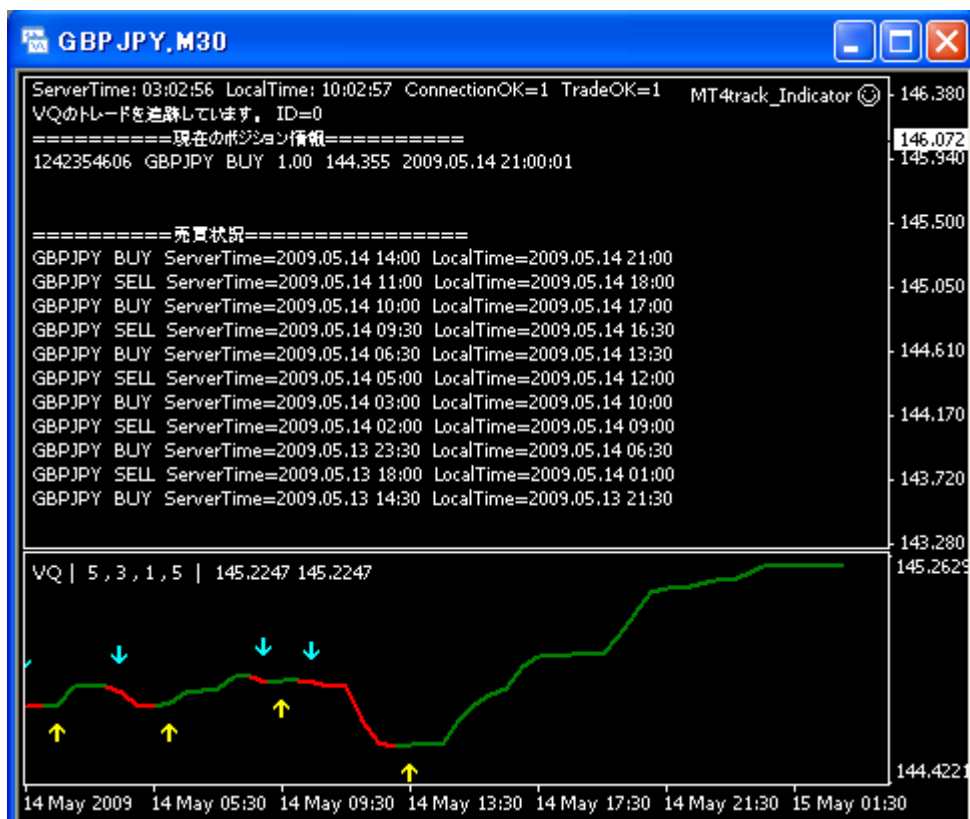 GBPJPY,M30
ServerTime: 03:02:56 LocalTime: 10:02:57 ConnectionOK=1 TradeOK=1
MT4track_Indicator ☺
VQのトレードを追跡しています。 ID=0
==========現在のポジション情報==========
1242354606 GBPJPY BUY 1.00 144.355 2009.05.14 21:00:01
==========売買状況================
GBPJPY BUY ServerTime=2009.05.14 14:00 LocalTime=2009.05.14 21:00
GBPJPY SELL ServerTime=2009.05.14 11:00 LocalTime=2009.05.14 18:00
GBPJPY BUY ServerTime=2009.05.14 10:00 LocalTime=2009.05.14 17:00
GBPJPY SELL ServerTime=2009.05.14 09:30 LocalTime=2009.05.14 16:30
GBPJPY BUY ServerTime=2009.05.14 06:30 LocalTime=2009.05.14 13:30
GBPJPY SELL ServerTime=2009.05.14 05:00 LocalTime=2009.05.14 12:00
GBPJPY BUY ServerTime=2009.05.14 03:00 LocalTime=2009.05.14 10:00
GBPJPY SELL ServerTime=2009.05.14 02:00 LocalTime=2009.05.14 09:00
GBPJPY BUY ServerTime=2009.05.13 23:30 LocalTime=2009.05.14 06:30
GBPJPY SELL ServerTime=2009.05.13 18:00 LocalTime=2009.05.14 01:00
GBPJPY BUY ServerTime=2009.05.13 14:30 LocalTime=2009.05.13 21:30
146.380
146.072
145.940
145.500
145.050
144.610
144.170
143.720
143.280
VQ | 5 , 3 , 1 , 5 | 145.2247 145.2247
145.2629
144.4221
14 May 2009 14 May 05:30 14 May 09:30 14 May 13:30 14 May 17:30 14 May 21:30 15 May 01:30